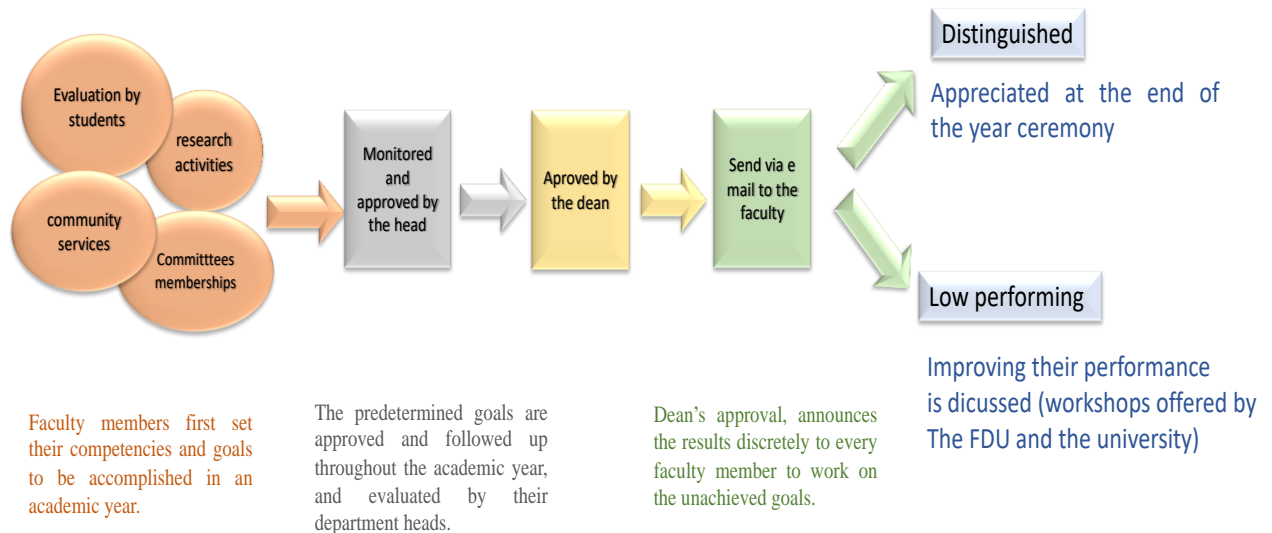 Evaluation by
students
research
activities
community
services
Committtees
memberships
Monitored
and
approved by
the head
Aproved by
the dean
Send via e
mail to the
faculty
Distinguished
Appreciated at the end of
the year ceremony
Low performing
Improving their performance
is dicussed (workshops offered by
The FDU and the university)
Faculty members first set
their competencies and goals
to be accomplished in an
academic year.
The predetermined goals are
approved and followed up
throughout the academic year,
and evaluated by their
department heads.
Dean’s approval, announces
the results discretely to every
faculty member to work on
the unachieved goals.